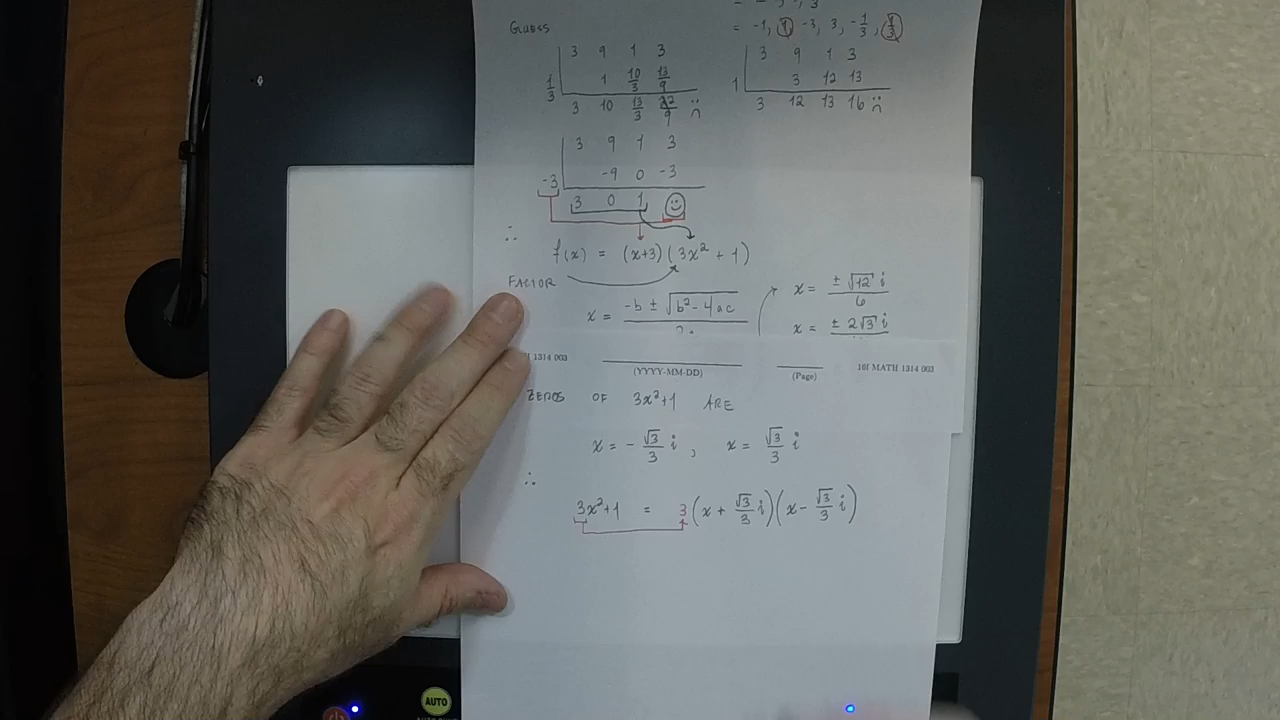 Guess
= -1, 1, -3, 3, -1/3, 1/3
3 9 1 3
1/3 1 10/3 13/9
3 10 13/3 22/9
3 9 1 3
1 3 12 13
3 12 13 16
3 9 1 3
-3 -9 0 -3
3 0 1
∴
f(x) = (x+3)(3x² + 1)
FACTOR
x = -b ± √(b² - 4ac)
x = ± √12 i / 6
x = ± 2√3 i
1314 003
(YYYY-MM-DD)
(Page)
10f MATH 1314 003
ZEROS OF 3x²+1 ARE
x = - √3/3 i , x = √3/3 i
∴
3x²+1 = 3(x + √3/3 i)(x - √3/3 i)
AUTO